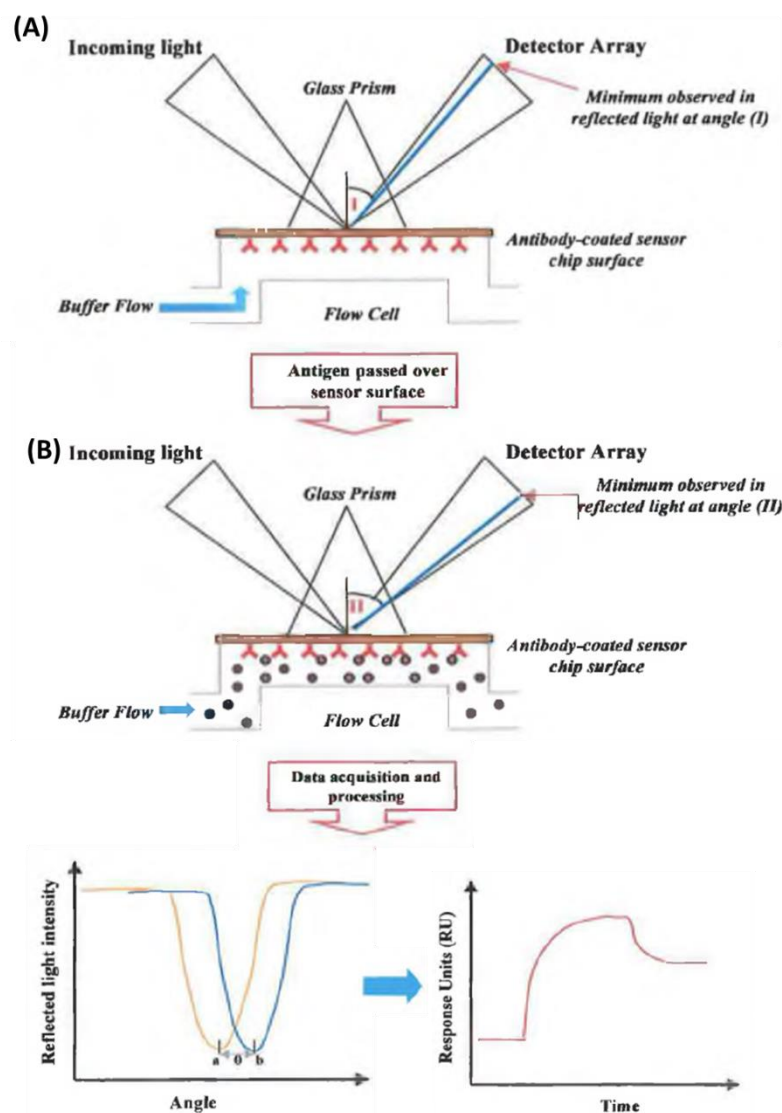 (A)
Incoming light
Detector Array
Glass Prism
Minimum observed in
reflected light at angle (I)
I
Antibody-coated sensor
chip surface
Buffer Flow
Flow Cell
Antigen passed over
sensor surface
(B)
Incoming light
Detector Array
Glass Prism
Minimum observed in
reflected light at angle (II)
II
Antibody-coated sensor
chip surface
Buffer Flow
Flow Cell
Data acquisition and
processing
Reflected light intensity
a 0 b
Angle
Response Units (RU)
Time